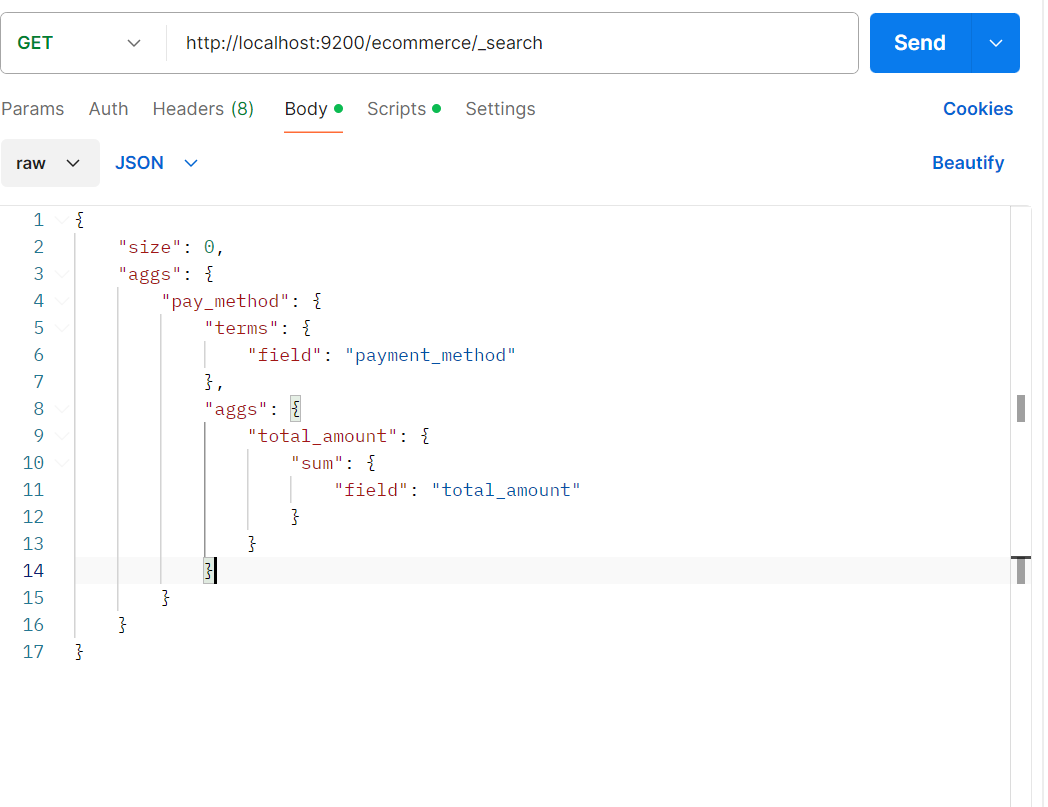 GET http://localhost:9200/ecommerce/_search Send
Params Auth Headers (8) Body Scripts Settings Cookies
raw JSON Beautify
1 {
2 "size": 0,
3 "aggs": {
4 "pay_method": {
5 "terms": {
6 "field": "payment_method"
7 },
8 "aggs": {
9 "total_amount": {
10 "sum": {
11 "field": "total_amount"
12 }
13 }
14 }
15 }
16 }
17 }